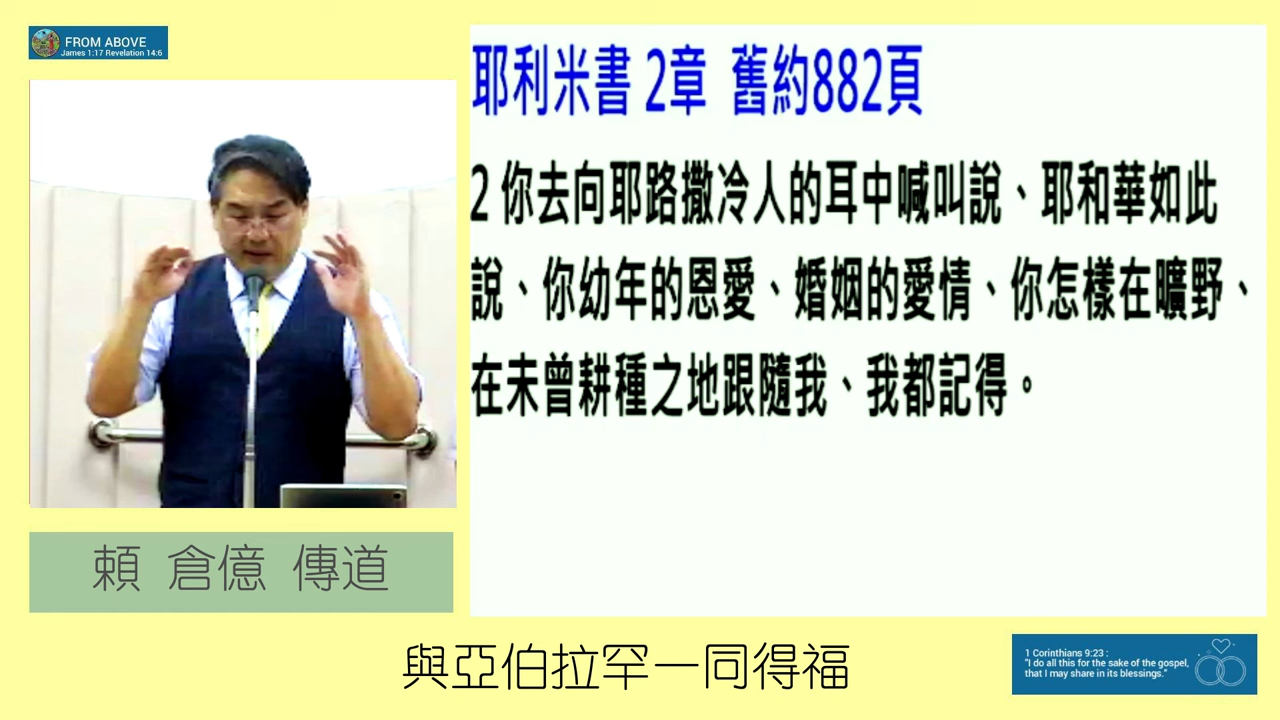 FROM ABOVE
James 1:17 Revelation 14:6
耶利米書 2章 舊約882頁
2 你去向耶路撒冷人的耳中喊叫說、耶和華如此
說、你幼年的恩愛、婚姻的愛情、你怎樣在曠野、
在未曾耕種之地跟隨我、我都記得。
賴 倉億 傳道
與亞伯拉罕一同得福
1 Corinthians 9:23 :
"I do all this for the sake of the gospel,
that I may share in its blessings."